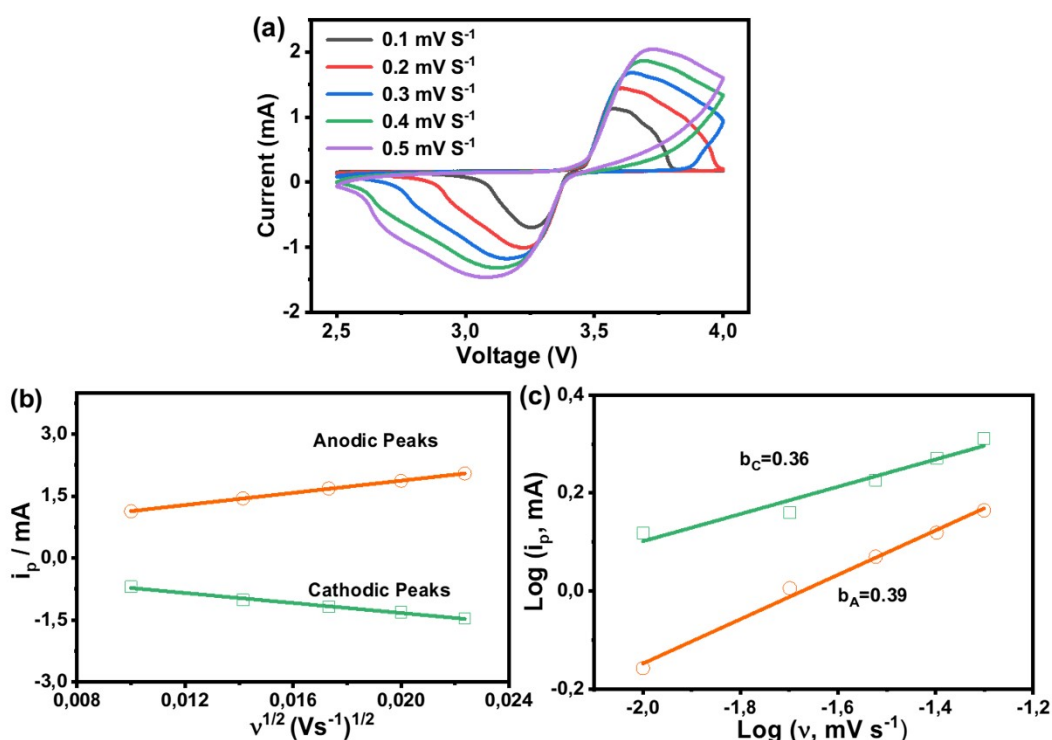 (a)
0.1 mV S⁻¹
0.2 mV S⁻¹
0.3 mV S⁻¹
0.4 mV S⁻¹
0.5 mV S⁻¹
Current (mA)
2
1
0
-1
-2
2,5
3,0
3,5
4,0
Voltage (V)
(b)
Anodic Peaks
Cathodic Peaks
i_p / mA
3,0
1,5
0,0
-1,5
-3,0
0,008
0,012
0,016
0,020
0,024
ν^1/2 (Vs⁻¹)^1/2
(c)
b_C=0.36
b_A=0.39
Log (i_p, mA)
0,4
0,2
0,0
-0,2
-2,0
-1,8
-1,6
-1,4
-1,2
Log (ν, mV s⁻¹)